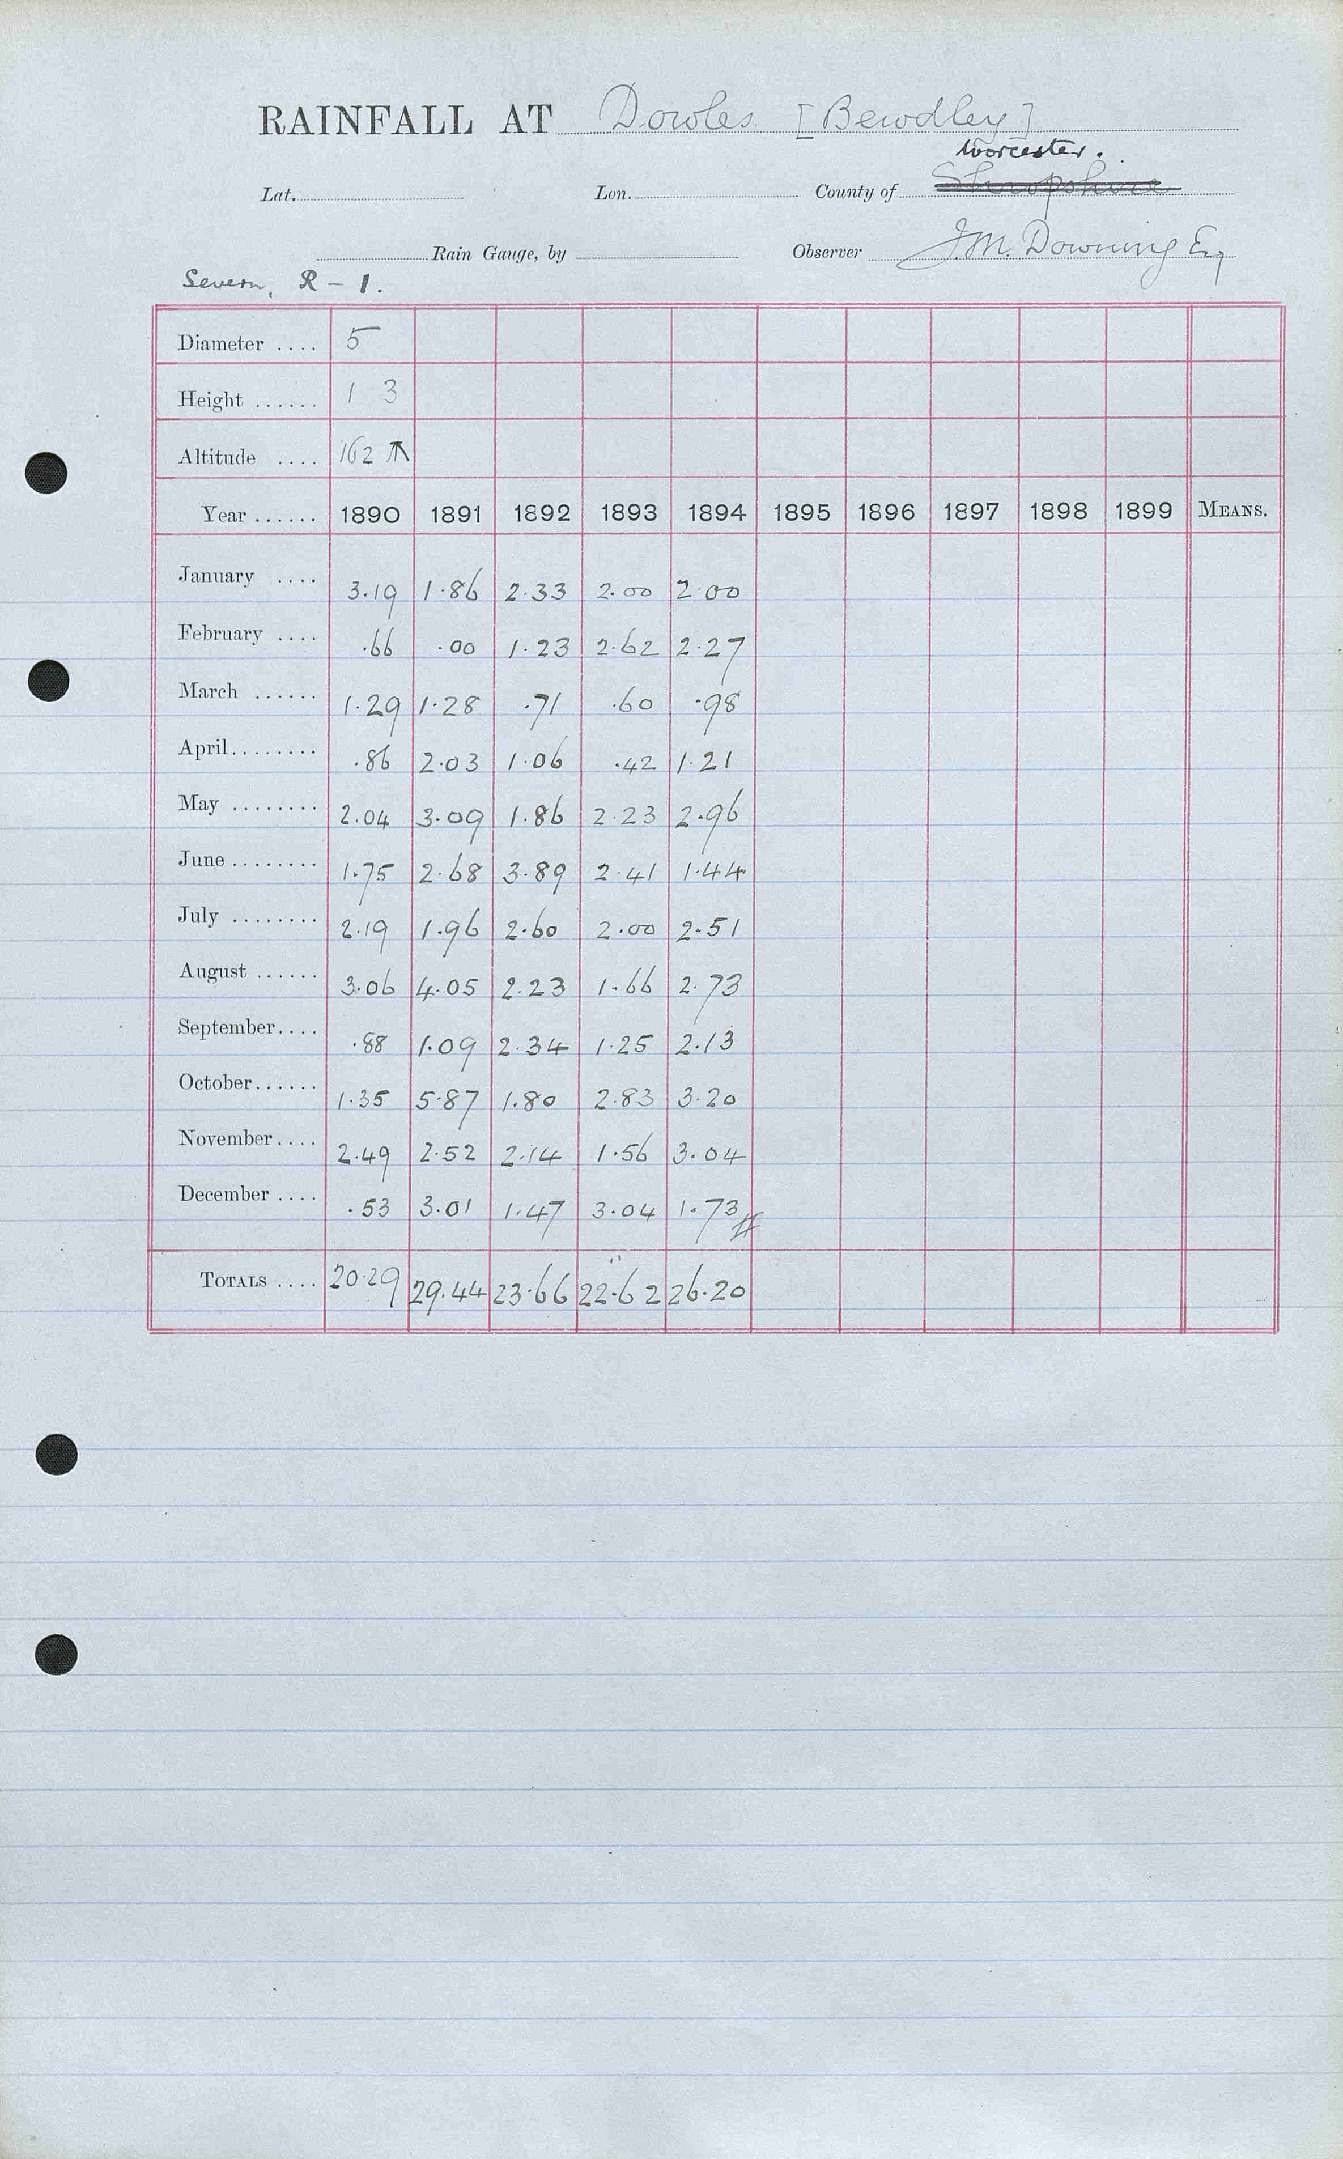 RAINFALL AT Dowles [Bewdley]
Worcester.
Lat. Lon. County of Shropshire
Rain Gauge, by Observer J.M. Downing Esq
Severn, R - 1.
Diameter .... 5
Height ...... 1 3
Altitude .... 162
Year ...... 1890 1891 1892 1893 1894 1895 1896 1897 1898 1899 MEANS.
January .... 3.19 1.86 2.33 2.00 2.00
February .... .66 .00 1.23 2.62 2.27
March ...... 1.29 1.28 .71 .60 .98
April........ .86 2.03 1.06 .42 1.21
May ........ 2.04 3.09 1.86 2.23 2.96
June ........ 1.75 2.68 3.89 2.41 1.44
July ........ 2.19 1.96 2.60 2.00 2.51
August ...... 3.06 4.05 2.23 1.66 2.73
September.... .88 1.09 2.34 1.25 2.13
October...... 1.35 5.87 1.80 2.83 3.20
November.... 2.49 2.52 2.14 1.56 3.04
December .... .53 3.01 1.47 3.04 1.73
TOTALS .... 20.29 29.44 23.66 22.62 26.20